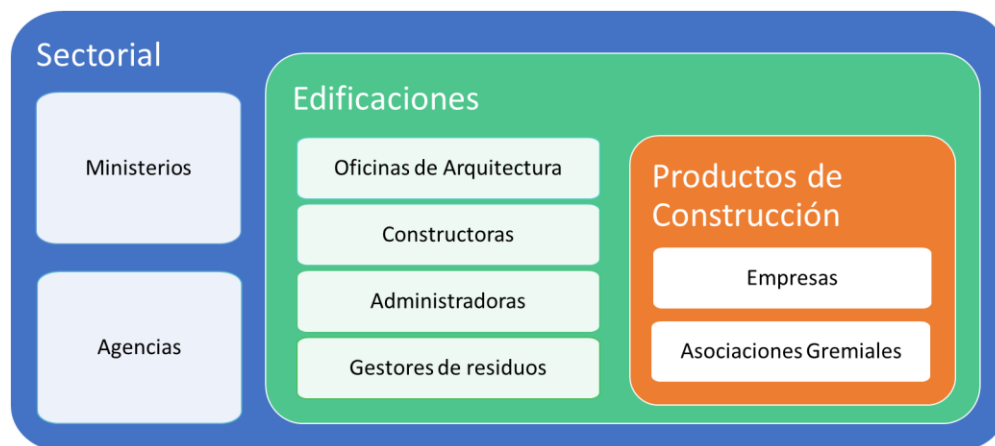 Sectorial
Ministerios
Agencias
Edificaciones
Oficinas de Arquitectura
Constructoras
Administradoras
Gestores de residuos
Productos de
Construcción
Empresas
Asociaciones Gremiales